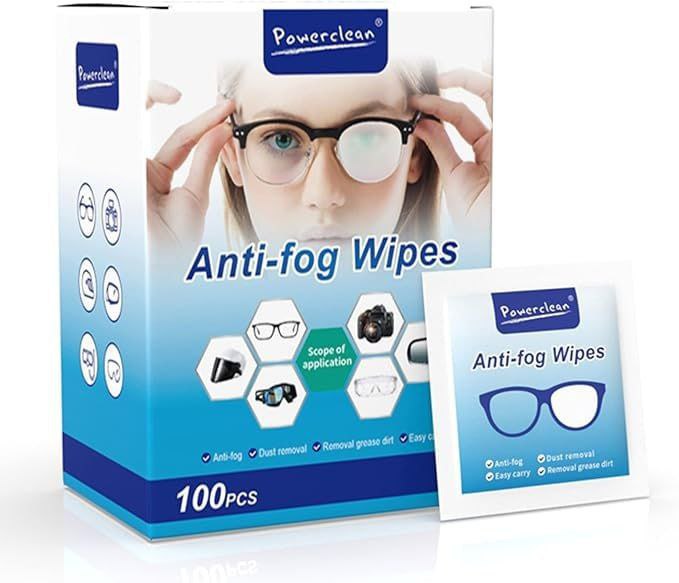 Powerclean®
Powerclean
Anti-fog Wipes
Scope of
application
Anti-fog Dust removal Removal grease dirt Easy
100PCS
Powerclean®
Anti-fog Wipes
Anti-fog Dust removal
Easy carry Removal grease dirt